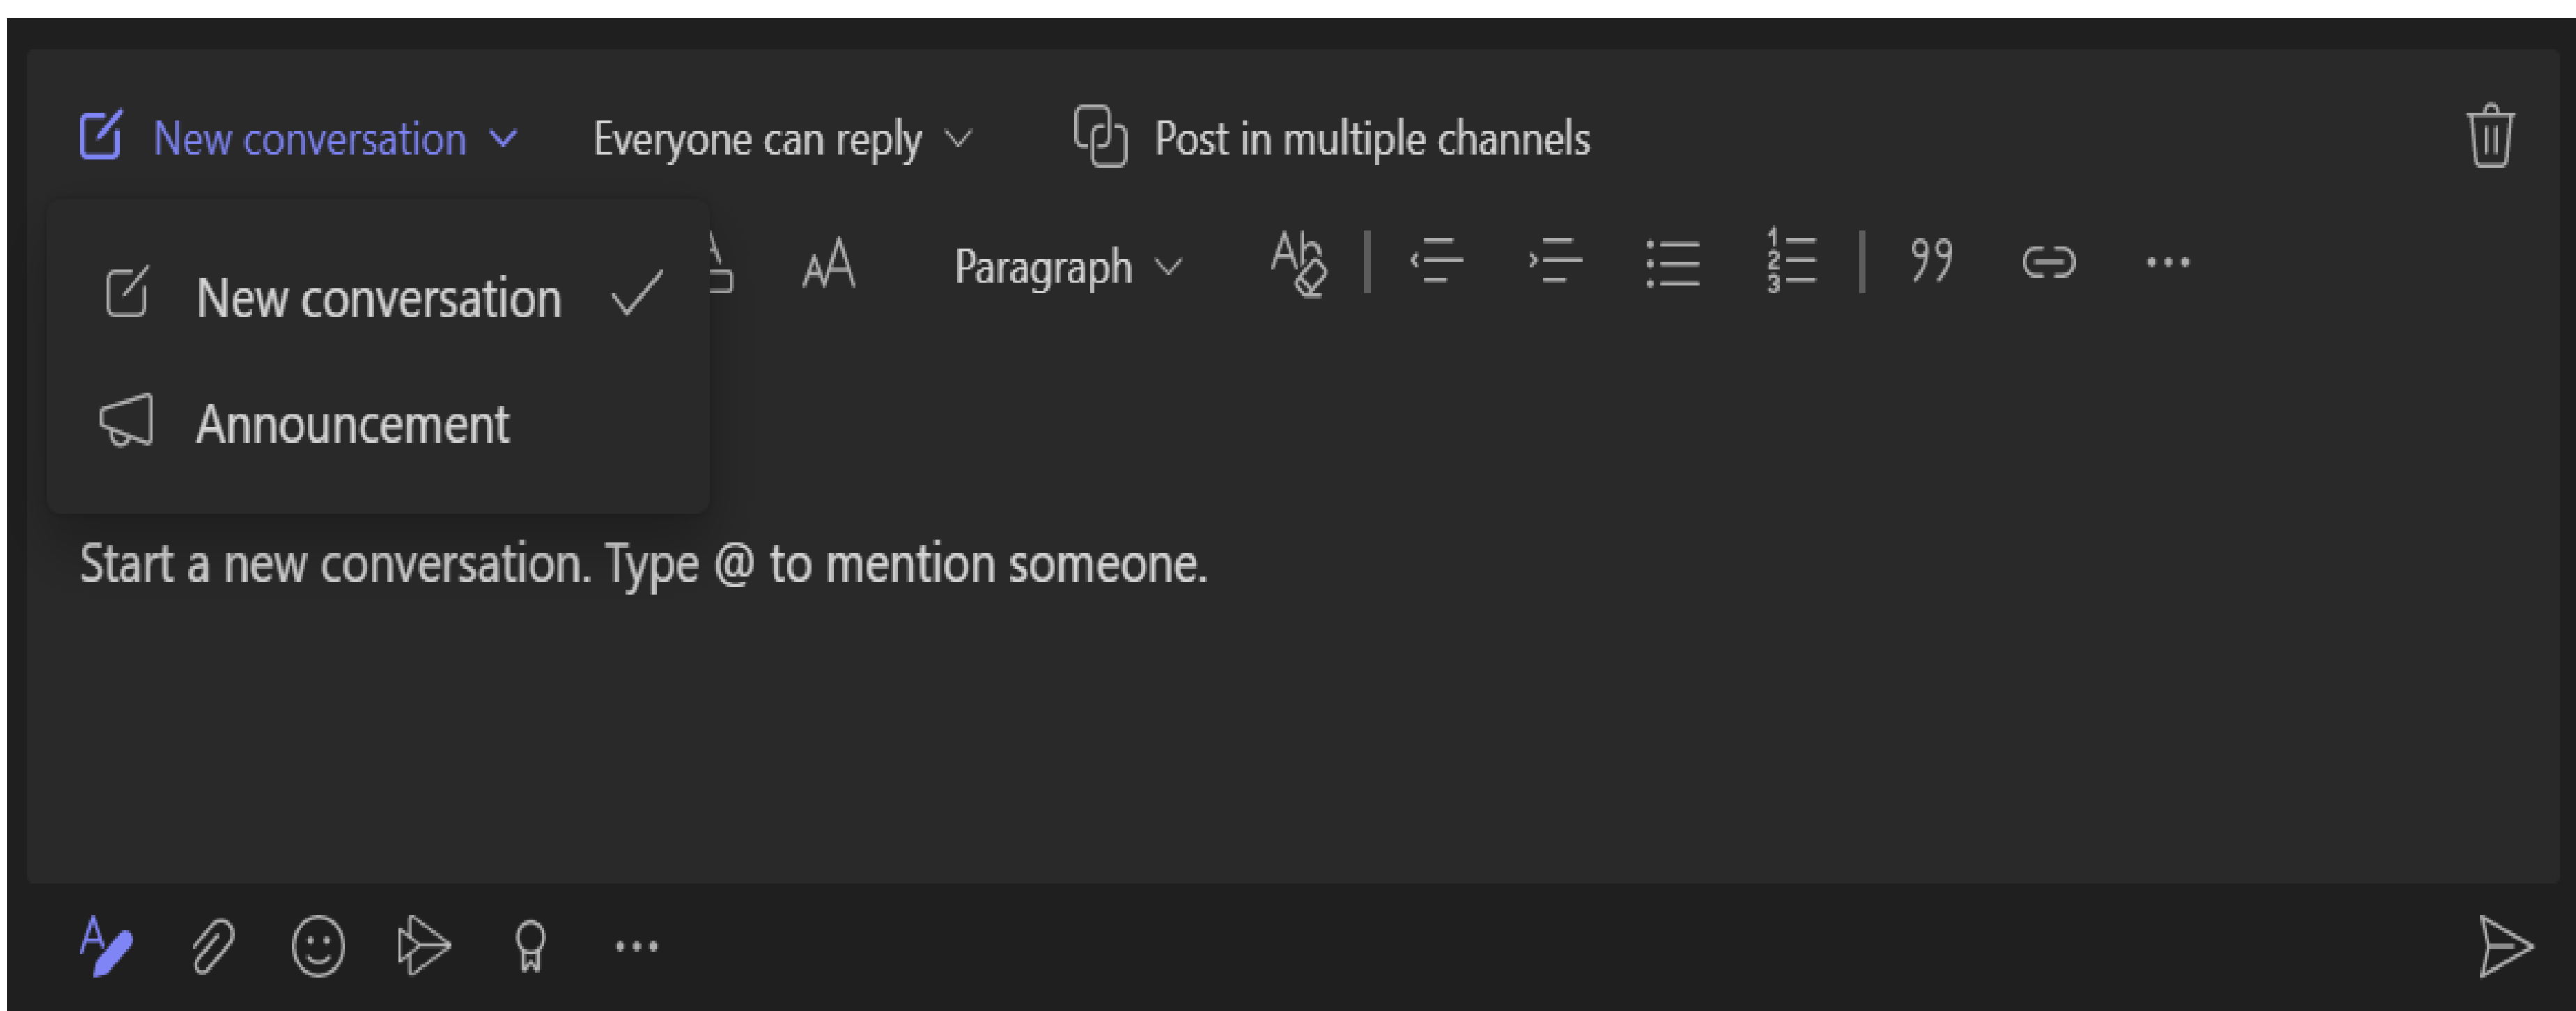 New conversation Everyone can reply Post in multiple channels
Paragraph
New conversation
Announcement
Start a new conversation. Type @ to mention someone.